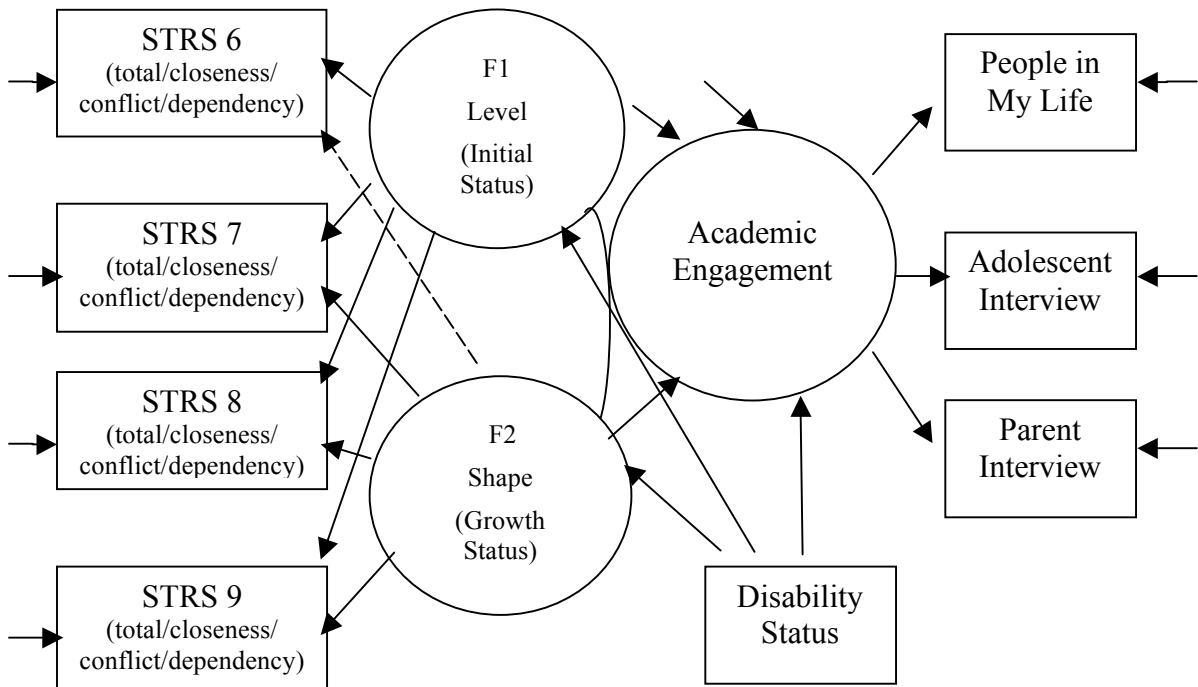 STRS 6
(total/closeness/
conflict/dependency)
STRS 7
(total/closeness/
conflict/dependency)
STRS 8
(total/closeness/
conflict/dependency)
STRS 9
(total/closeness/
conflict/dependency)
F1
Level
(Initial
Status)
F2
Shape
(Growth
Status)
Academic
Engagement
Disability
Status
People in
My Life
Adolescent
Interview
Parent
Interview